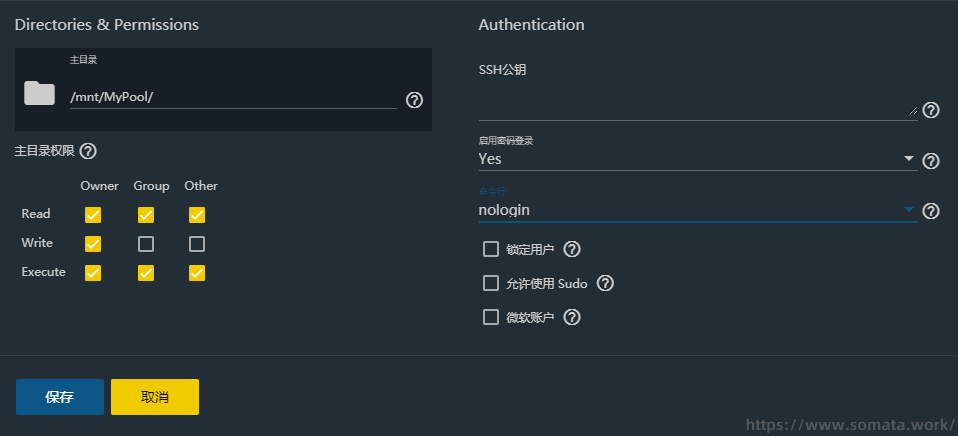 Directories & Permissions
主目录
/mnt/MyPool/
主目录权限
Owner Group Other
Read
Write
Execute
Authentication
SSH公钥
启用密码登录
Yes
命令行
nologin
锁定用户
允许使用 Sudo
微软账户
保存
取消
https://www.somata.work/